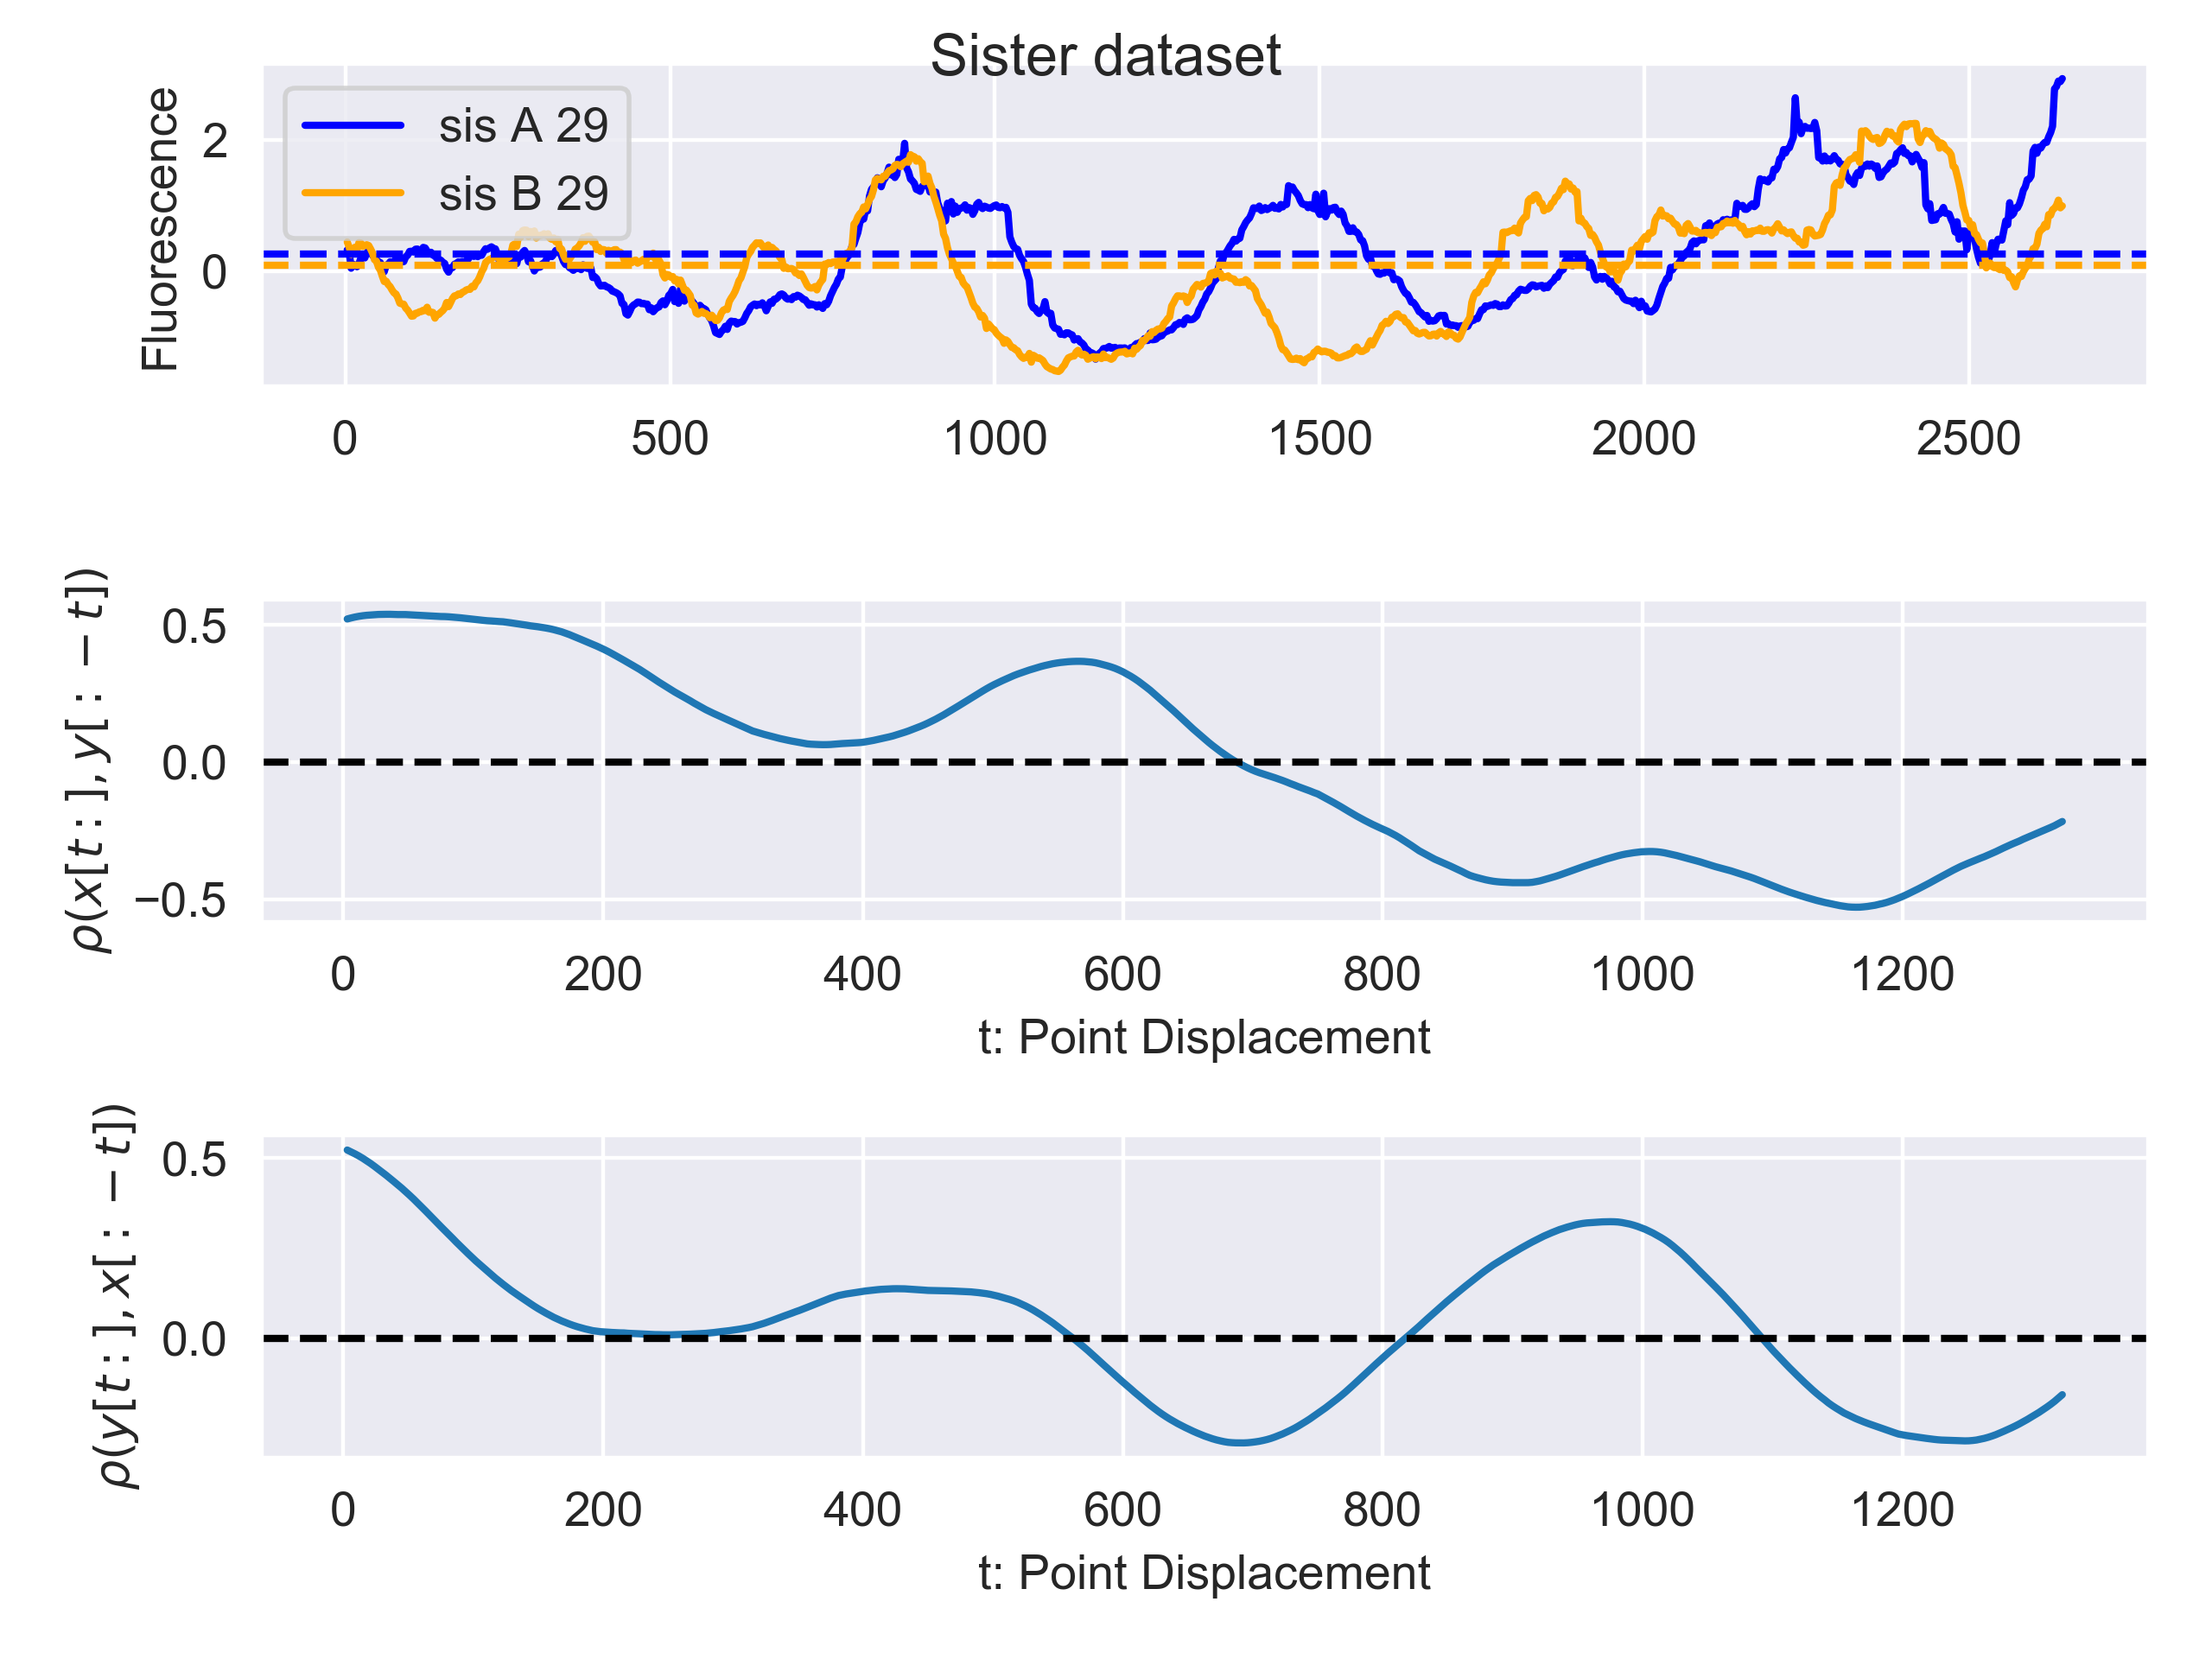 Sister dataset
Fluorescence
sis A 29
sis B 29
2
0
0 500 1000 1500 2000 2500
ρ(x[t:], y[: − t])
0.5
0.0
−0.5
0 200 400 600 800 1000 1200
t: Point Displacement
ρ(y[t:], x[: − t])
0.5
0.0
0 200 400 600 800 1000 1200
t: Point Displacement